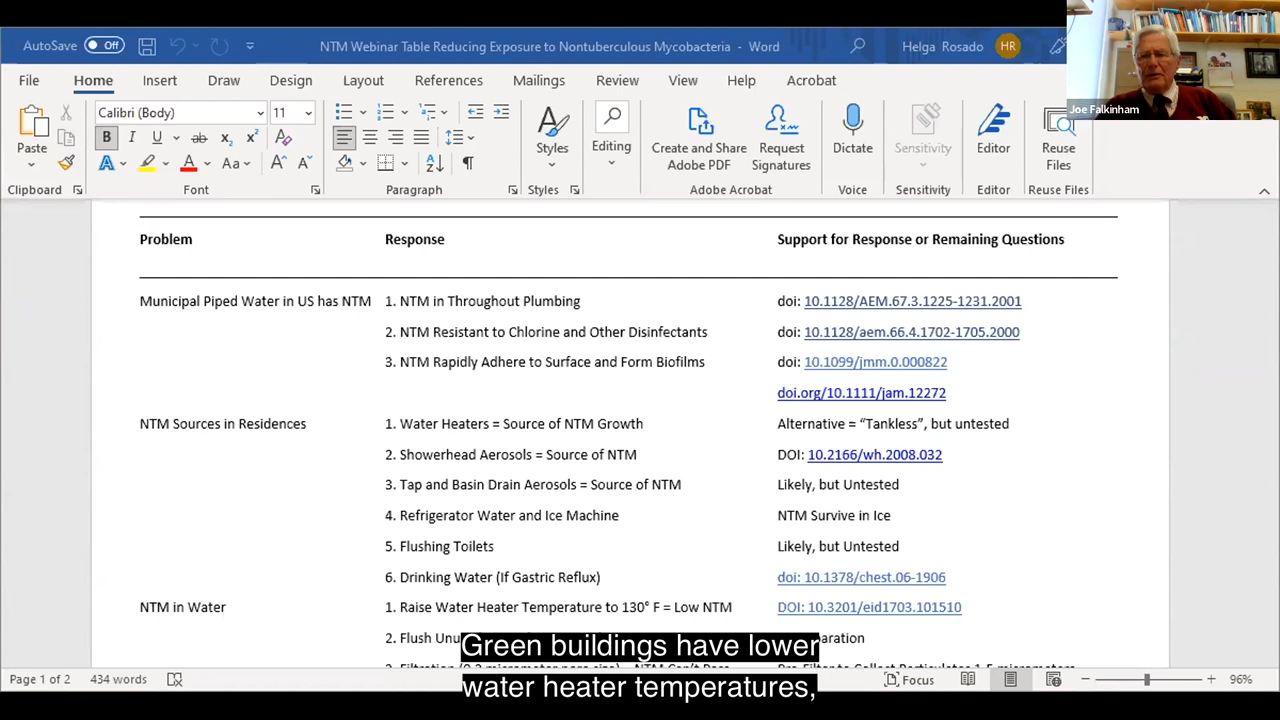 AutoSave Off NTM Webinar Table Reducing Exposure to Nontuberculous Mycobacteria - Word Helga Rosado HR
File Home Insert Draw Design Layout References Mailings Review View Help Acrobat
Joe Falkinham
Calibri (Body) 11
Paste Styles Editing Create and Share Adobe PDF Request Signatures Dictate Sensitivity Editor Reuse Files
Clipboard Font Paragraph Styles Adobe Acrobat Voice Sensitivity Editor Reuse Files
Problem Response Support for Response or Remaining Questions
Municipal Piped Water in US has NTM 1. NTM in Throughout Plumbing doi: 10.1128/AEM.67.3.1225-1231.2001
2. NTM Resistant to Chlorine and Other Disinfectants doi: 10.1128/aem.66.4.1702-1705.2000
3. NTM Rapidly Adhere to Surface and Form Biofilms doi: 10.1099/jmm.0.000822
doi.org/10.1111/jam.12272
NTM Sources in Residences 1. Water Heaters = Source of NTM Growth Alternative = “Tankless”, but untested
2. Showerhead Aerosols = Source of NTM DOI: 10.2166/wh.2008.032
3. Tap and Basin Drain Aerosols = Source of NTM Likely, but Untested
4. Refrigerator Water and Ice Machine NTM Survive in Ice
5. Flushing Toilets Likely, but Untested
6. Drinking Water (If Gastric Reflux) doi: 10.1378/chest.06-1906
NTM in Water 1. Raise Water Heater Temperature to 130° F = Low NTM DOI: 10.3201/eid1703.101510
2. Flush
Green buildings have lower
water heater temperatures,
Page 1 of 2 434 words Focus 96%